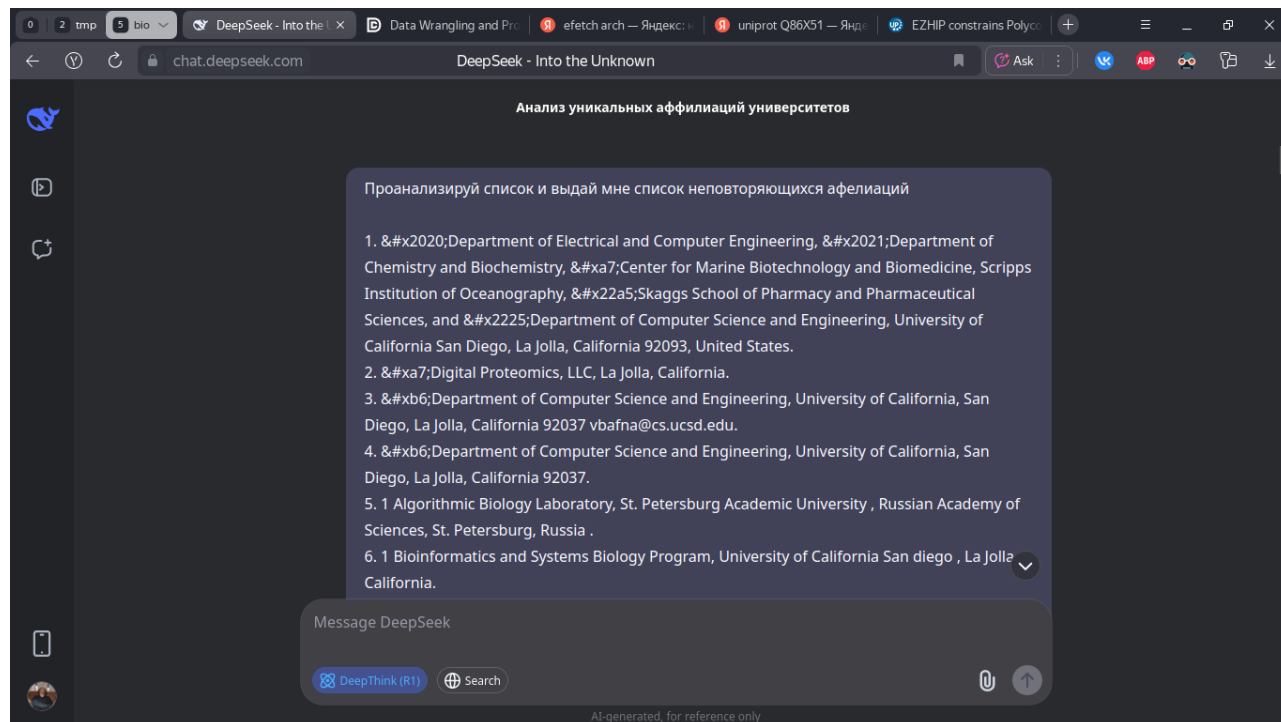 0 2 tmp 5 bio DeepSeek - Into the U Data Wrangling and Pro efetch arch — Яндекс: н uniprot Q86X51 — Янде EZHIP constrains Polyco
chat.deepseek.com DeepSeek - Into the Unknown Ask ABP
Анализ уникальных аффилиаций университетов
Проанализируй список и выдай мне список неповторяющихся афелиаций
1. &#x2020;Department of Electrical and Computer Engineering, &#x2021;Department of
Chemistry and Biochemistry, &#xa7;Center for Marine Biotechnology and Biomedicine, Scripps
Institution of Oceanography, &#x22a5;Skaggs School of Pharmacy and Pharmaceutical
Sciences, and &#x2225;Department of Computer Science and Engineering, University of
California San Diego, La Jolla, California 92093, United States.
2. &#xa7;Digital Proteomics, LLC, La Jolla, California.
3. &#xb6;Department of Computer Science and Engineering, University of California, San
Diego, La Jolla, California 92037 vbafna@cs.ucsd.edu.
4. &#xb6;Department of Computer Science and Engineering, University of California, San
Diego, La Jolla, California 92037.
5. 1 Algorithmic Biology Laboratory, St. Petersburg Academic University , Russian Academy of
Sciences, St. Petersburg, Russia .
6. 1 Bioinformatics and Systems Biology Program, University of California San diego , La Jolla
California.
Message DeepSeek
DeepThink (R1) Search
AI-generated, for reference only